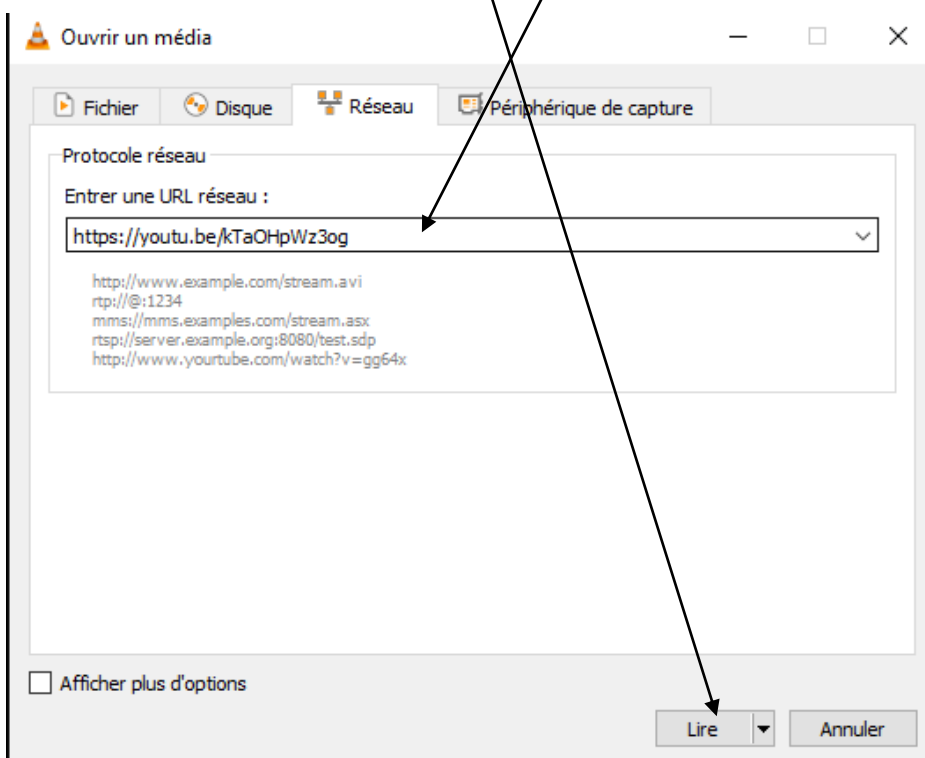 Ouvrir un média
Fichier Disque Réseau Périphérique de capture
Protocole réseau
Entrer une URL réseau :
https://youtu.be/kTaOHpWz3og
http://www.example.com/stream.avi
rtp://@:1234
mms://mms.examples.com/stream.asx
rtsp://server.example.org:8080/test.sdp
http://www.yourtube.com/watch?v=gg64x
Afficher plus d'options
Lire Annuler